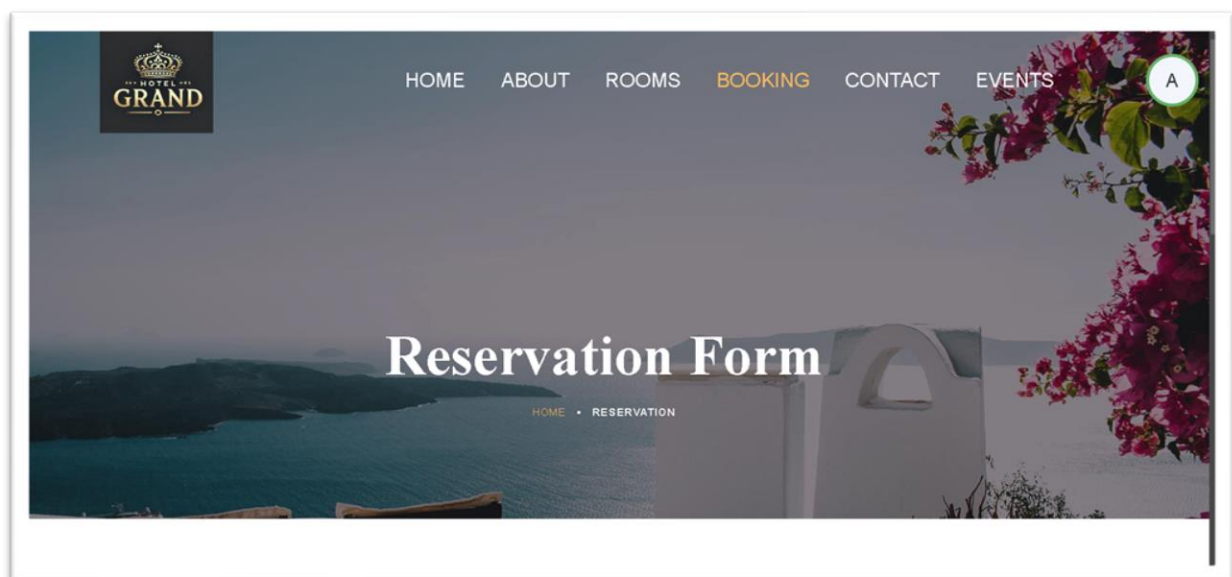 HOTEL
GRAND
HOME ABOUT ROOMS BOOKING CONTACT EVENTS A
Reservation Form
HOME • RESERVATION